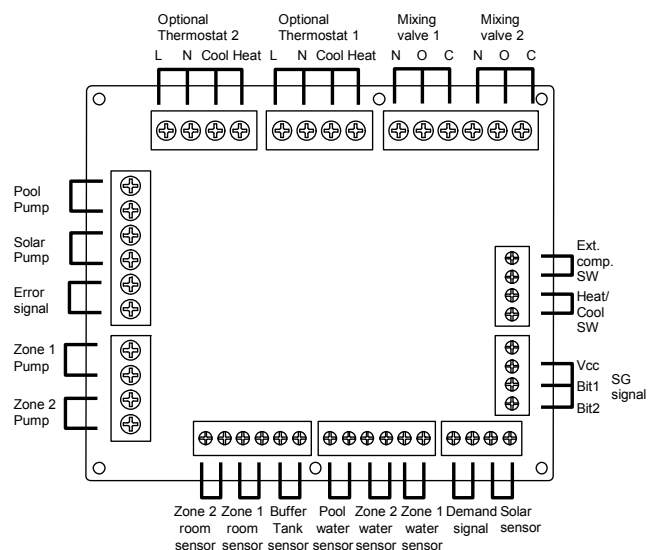 Optional
Thermostat 2
Optional
Thermostat 1
Mixing
valve 1
Mixing
valve 2
L N Cool Heat
L N Cool Heat
N O C
N O C
Pool
Pump
Solar
Pump
Error
signal
Zone 1
Pump
Zone 2
Pump
Ext.
comp.
SW
Heat/
Cool
SW
Vcc
Bit1
Bit2
SG
signal
Zone 2
room
sensor
Zone 1
room
sensor
Buffer
Tank
sensor
Pool
water
sensor
Zone 2
water
sensor
Zone 1
water
sensor
Demand
signal
Solar
sensor